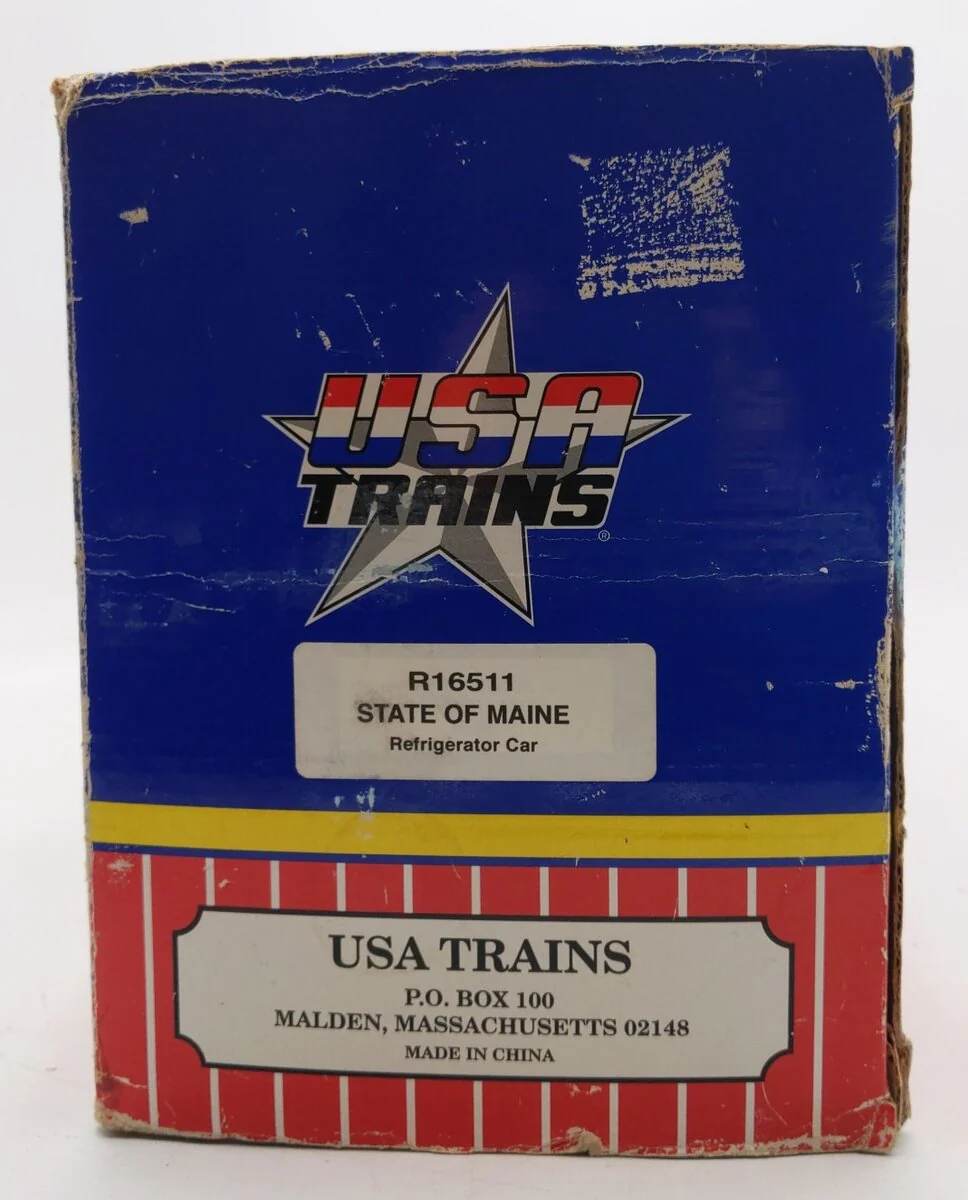 USA
TRAINS
®
R16511
STATE OF MAINE
Refrigerator Car
USA TRAINS
P.O. BOX 100
MALDEN, MASSACHUSETTS 02148
MADE IN CHINA